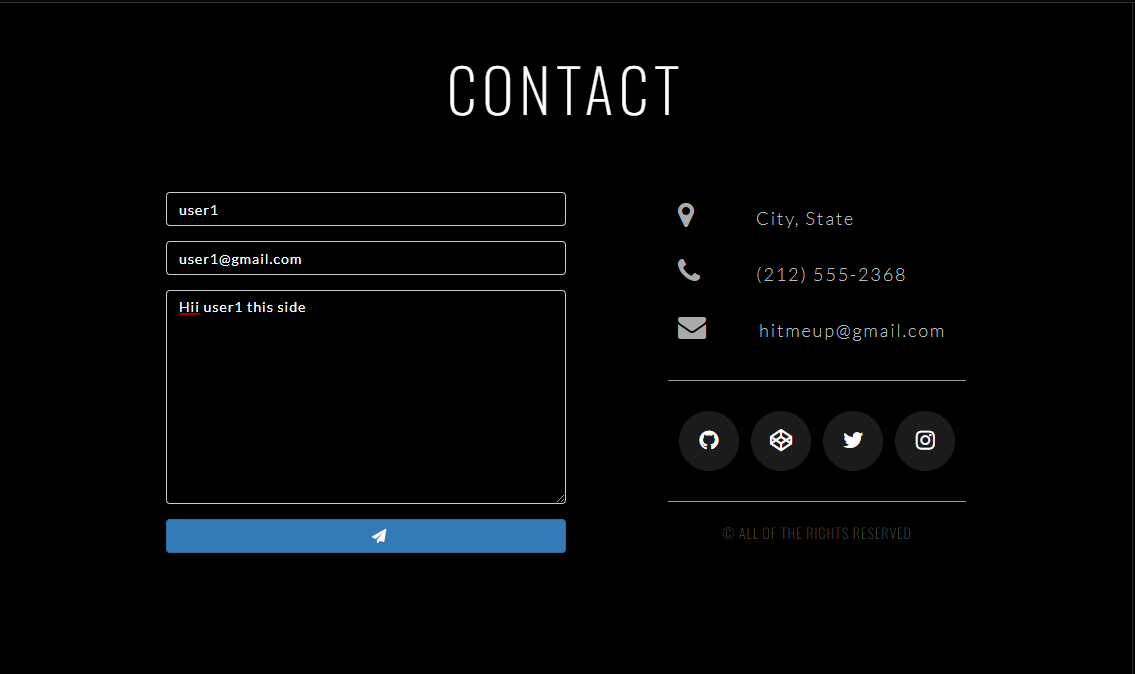 CONTACT
user1
user1@gmail.com
Hii user1 this side
City, State
(212) 555-2368
hitmeup@gmail.com
© ALL OF THE RIGHTS RESERVED